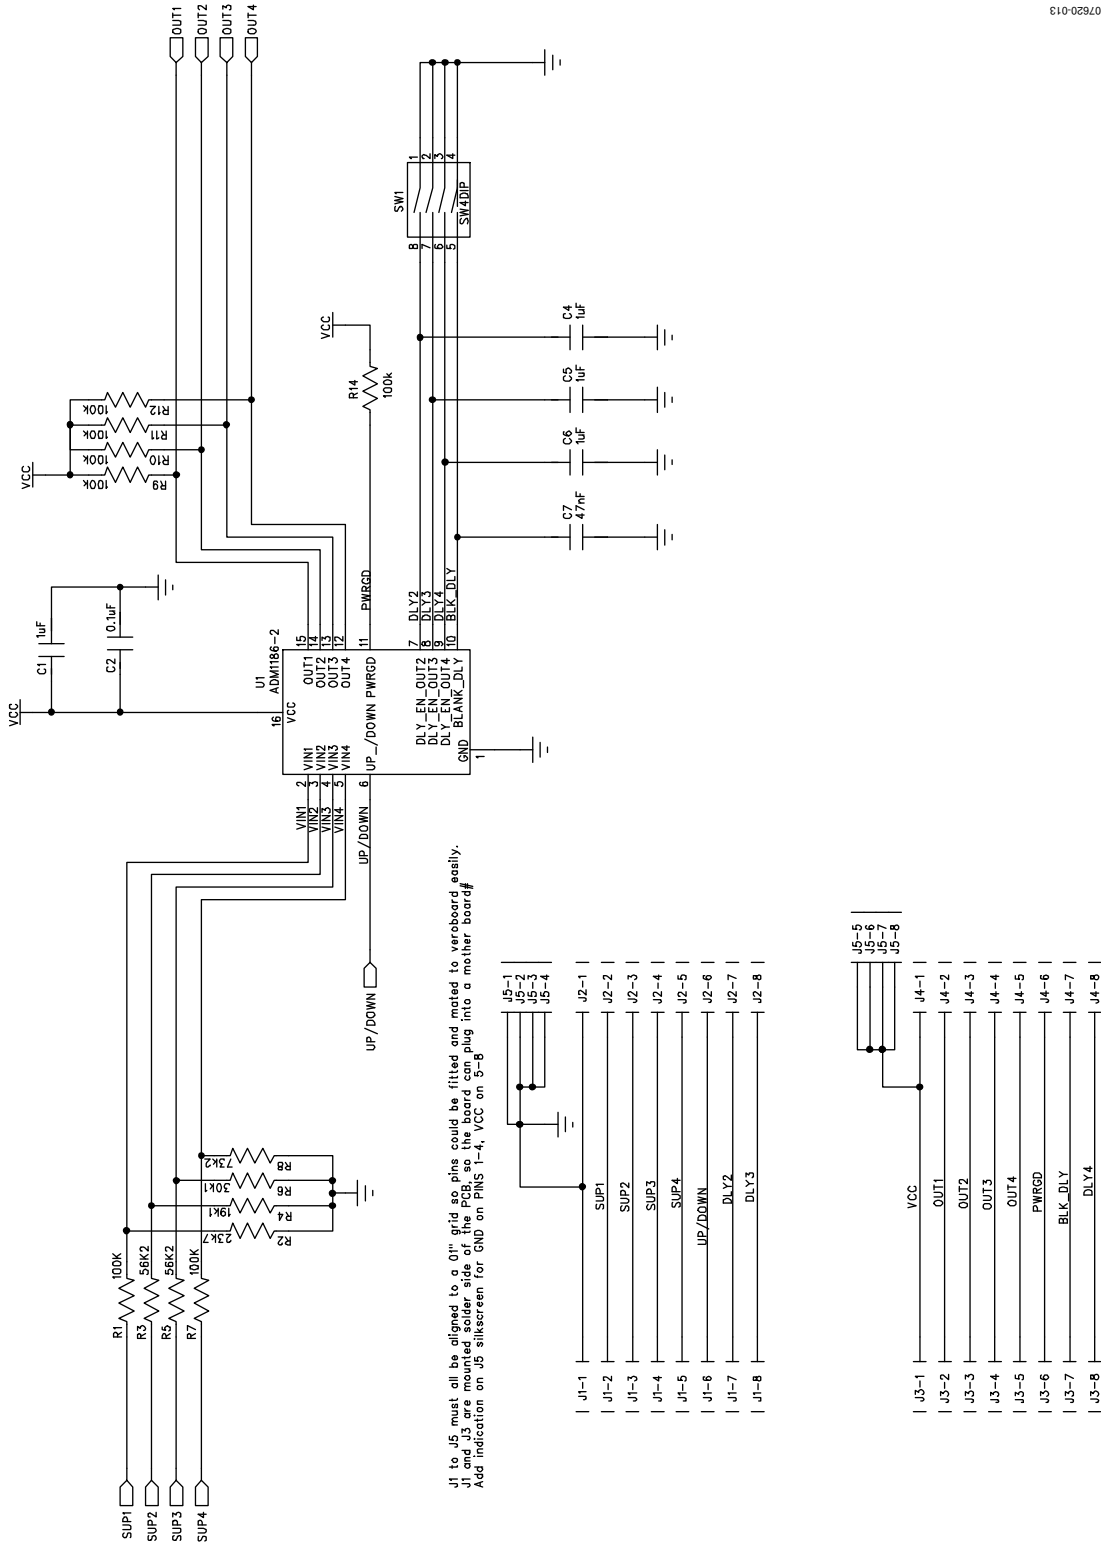 07620-013
SUP1
SUP2
SUP3
SUP4
R1
100K
R3
56K2
R5
56K2
R7
100K
23k7
R2
19k1
R4
30k1
R6
73k2
R8
UP/DOWN
UP/DOWN
VIN1
VIN2
VIN3
VIN4
2
3
4
5
6
VCC
C1
1uF
C2
0.1uF
U1
ADM1186-2
16
VCC
VIN1
VIN2
VIN3
VIN4
UP_/DOWN
PWRGD
OUT1
OUT2
OUT3
OUT4
DLY_EN_OUT2
DLY_EN_OUT3
DLY_EN_OUT4
BLANK_DLY
GND
1
15
14
13
12
11
7
8
9
10
PWRGD
DLY2
DLY3
DLY4
BLK_DLY
VCC
100k
R9
100k
R10
100k
R11
100k
R12
VCC
R14
100k
C7
47nF
C6
1uF
C5
1uF
C4
1uF
SW1
SW4DIP
8
7
6
5
1
2
3
4
OUT1
OUT2
OUT3
OUT4
J1 to J5 must all be aligned to a 01" grid so pins could be fitted and mated to veroboard easily.
J1 and J3 are mounted solder side of the PCB, so the board can plug into a mother board#
Add indication on J5 silkscreen for GND on PINS 1-4, VCC on 5-8
J5-1
J5-2
J5-3
J5-4
J1-1
J2-1
J1-2
SUP1
J2-2
J1-3
SUP2
J2-3
J1-4
SUP3
J2-4
J1-5
SUP4
J2-5
J1-6
UP/DOWN
J2-6
J1-7
DLY2
J2-7
J1-8
DLY3
J2-8
J5-5
J5-6
J5-7
J5-8
J3-1
VCC
J4-1
J3-2
OUT1
J4-2
J3-3
OUT2
J4-3
J3-4
OUT3
J4-4
J3-5
OUT4
J4-5
J3-6
PWRGD
J4-6
J3-7
BLK_DLY
J4-7
J3-8
DLY4
J4-8